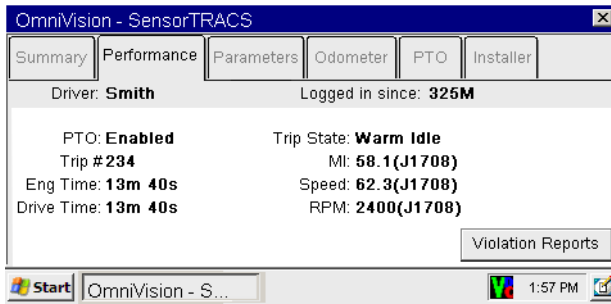 OmniVision - SensorTRACS
Summary Performance Parameters Odometer PTO Installer
Driver: Smith Logged in since: 325M
PTO: Enabled Trip State: Warm Idle
Trip # 234 MI: 58.1(J1708)
Eng Time: 13m 40s Speed: 62.3(J1708)
Drive Time: 13m 40s RPM: 2400(J1708)
Violation Reports
Start OmniVision - S... 1:57 PM